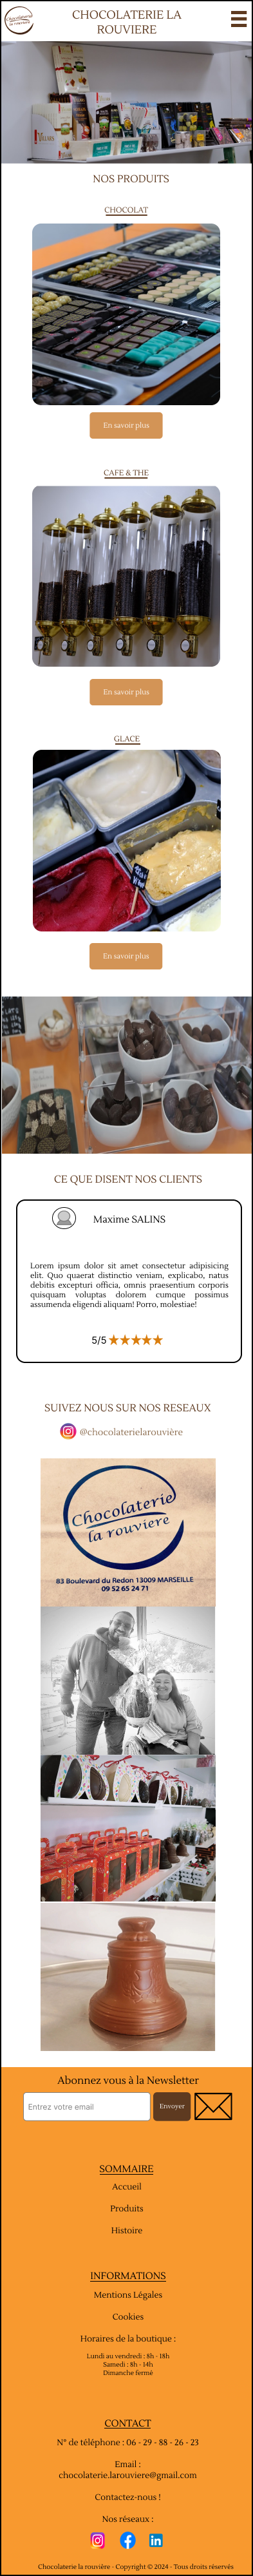 CHOCOLATERIE LA
ROUVIERE
NOS PRODUITS
CHOCOLAT
En savoir plus
CAFE & THE
En savoir plus
GLACE
En savoir plus
CE QUE DISENT NOS CLIENTS
Maxime SALINS
Lorem ipsum dolor sit amet consectetur adipisicing
elit. Quo quaerat distinctio veniam, explicabo, natus
debitis excepturi officia, omnis praesentium corporis
quisquam voluptas dolorem cumque possimus
assumenda eligendi aliquam! Porro, molestiae!
5/5
SUIVEZ NOUS SUR NOS RESEAUX
@chocolaterielarouvière
Chocolaterie
la rouviere
83 Boulevard du Redon 13009 MARSEILLE
09 52 65 24 71
Abonnez vous à la Newsletter
Entrez votre email
Envoyer
SOMMAIRE
Accueil
Produits
Histoire
INFORMATIONS
Mentions Légales
Cookies
Horaires de la boutique :
Lundi au vendredi : 8h - 18h
Samedi : 8h - 14h
Dimanche fermé
CONTACT
N° de téléphone : 06 - 29 - 88 - 26 - 23
Email :
chocolaterie.larouviere@gmail.com
Contactez-nous !
Nos réseaux :
Chocolaterie la rouvière - Copyright © 2024 - Tous droits réservés